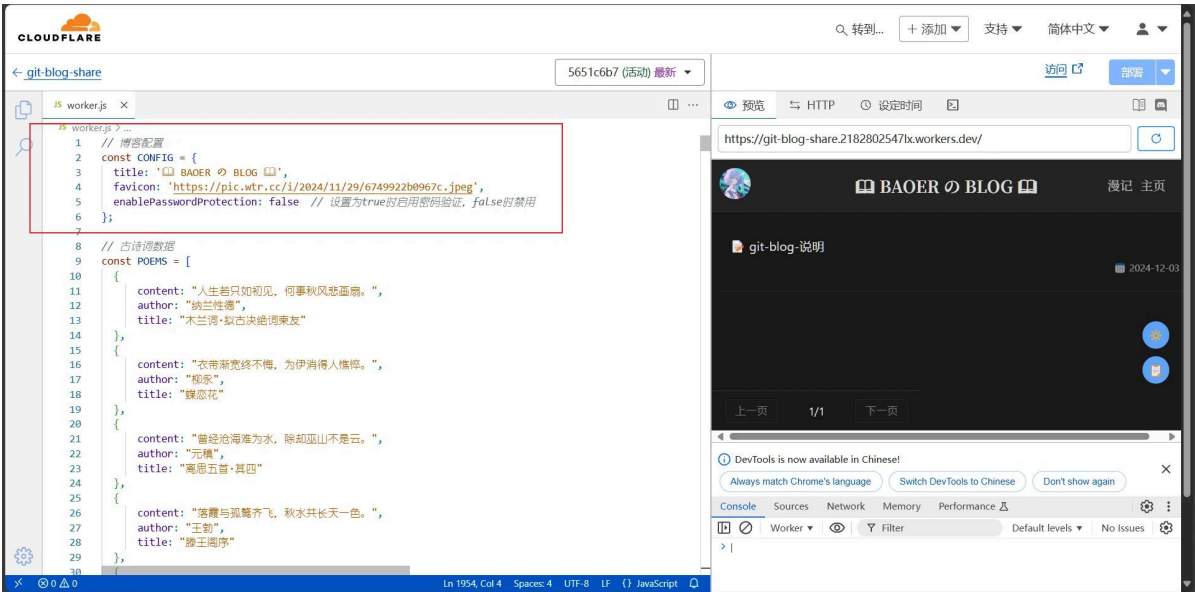 CLOUDFLARE
转到...
+ 添加
支持
简体中文
← git-blog-share
5651c6b7 (活动) 最新
访问
部署
JS worker.js ×
JS worker.js > ...
1 // 博客配置
2 const CONFIG = {
3 title: '📖 BAOER の BLOG 📖',
4 favicon: 'https://pic.wtr.cc/i/2024/11/29/6749922b0967c.jpeg',
5 enablePasswordProtection: false // 设置为true时启用密码验证，false时禁用
6 };
7
8 // 古诗词数据
9 const POEMS = [
10 {
11 content: "人生若只如初见，何事秋风悲画扇。",
12 author: "纳兰性德",
13 title: "木兰词·拟古决绝词柬友"
14 },
15 {
16 content: "衣带渐宽终不悔，为伊消得人憔悴。",
17 author: "柳永",
18 title: "蝶恋花"
19 },
20 {
21 content: "曾经沧海难为水，除却巫山不是云。",
22 author: "元稹",
23 title: "离思五首·其四"
24 },
25 {
26 content: "落霞与孤鹜齐飞，秋水共长天一色。",
27 author: "王勃",
28 title: "滕王阁序"
29 },
30 {
0 0
Ln 1954, Col 4 Spaces: 4 UTF-8 LF {} JavaScript
预览
HTTP
设定时间
https://git-blog-share.2182802547lx.workers.dev/
📖 BAOER の BLOG 📖
漫记 主页
📝 git-blog-说明
2024-12-03
上一页
1/1
下一页
DevTools is now available in Chinese!
Always match Chrome's language
Switch DevTools to Chinese
Don't show again
Console Sources Network Memory Performance
Worker
Filter
Default levels
No Issues
>